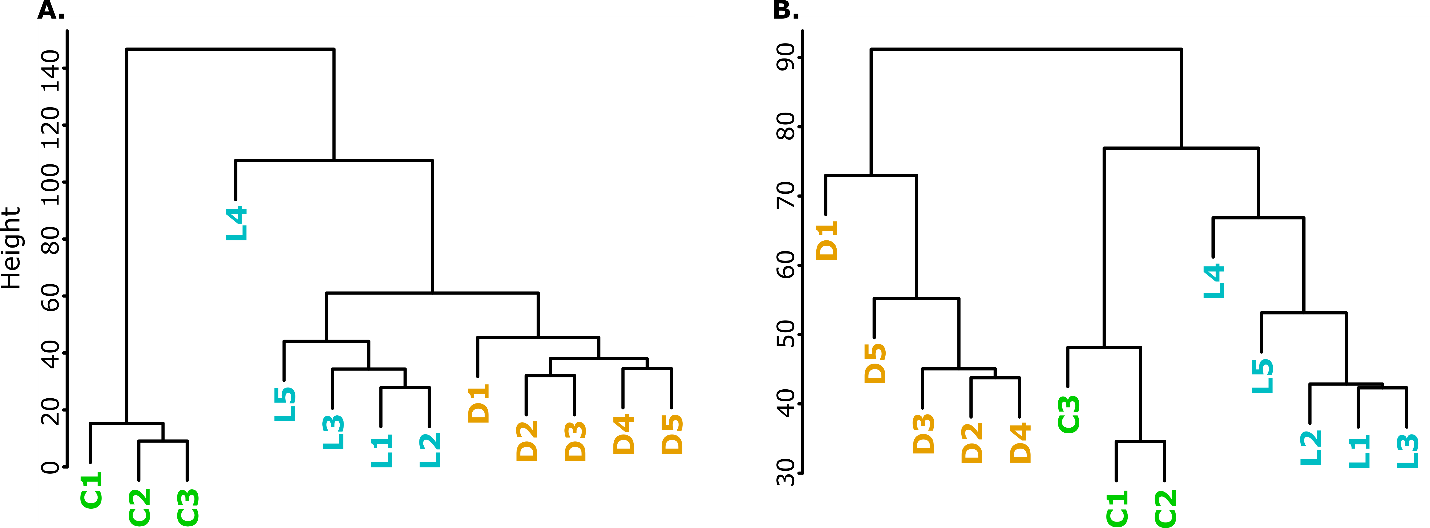 A.
Height
0 20 40 60 80 100 120 140
L4
L5
L3
L1
L2
D1
D2
D3
D4
D5
C1
C2
C3
B.
30 40 50 60 70 80 90
D1
D5
D3
D2
D4
L4
L5
C3
L2
L1
L3
C1
C2